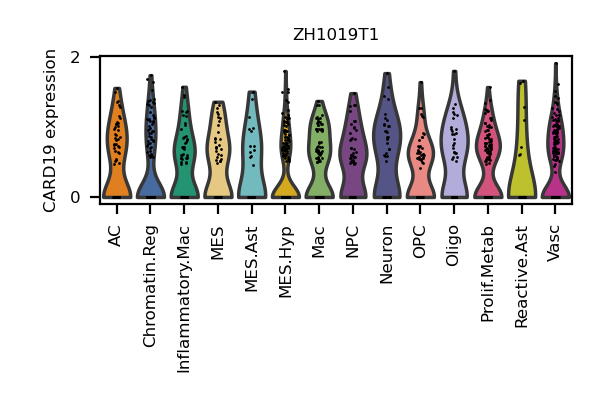 ZH1019T1
CARD19 expression
2
0
AC
Chromatin.Reg
Inflammatory.Mac
MES
MES.Ast
MES.Hyp
Mac
NPC
Neuron
OPC
Oligo
Prolif.Metab
Reactive.Ast
Vasc